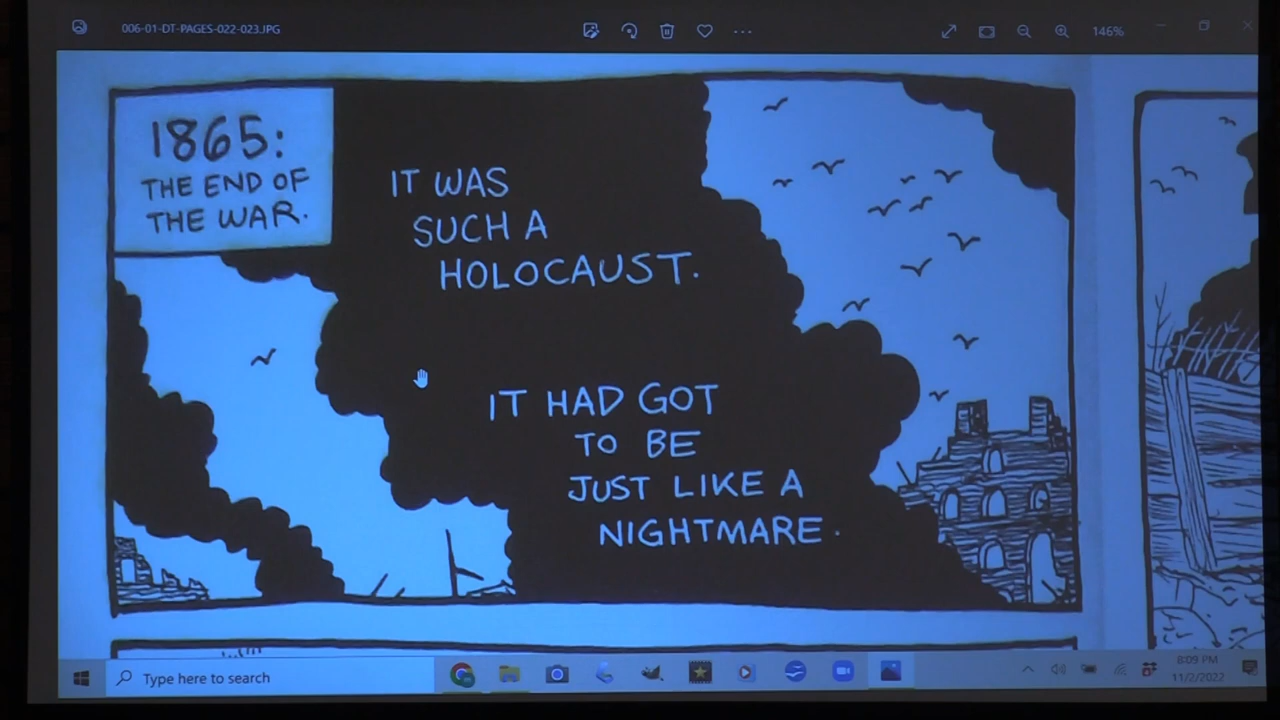 006-01-DT-PAGES-022-023.JPG
146%
1865:
THE END OF
THE WAR.
IT WAS
SUCH A
HOLOCAUST.
IT HAD GOT
TO BE
JUST LIKE A
NIGHTMARE.
Type here to search
8:09 PM
11/2/2022